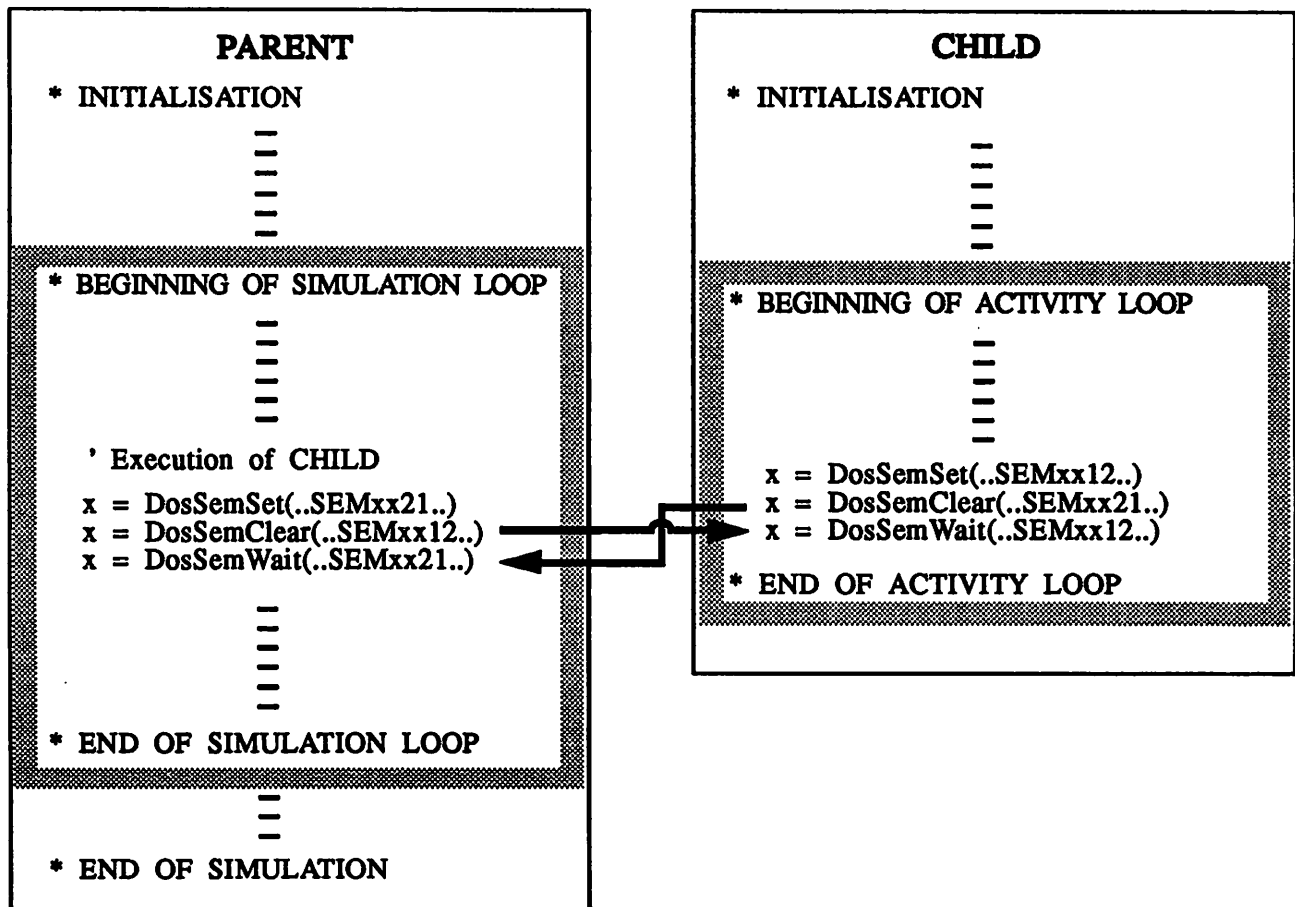 PARENT
* INITIALISATION
* BEGINNING OF SIMULATION LOOP
' Execution of CHILD
x = DosSemSet(..SEMxx21..)
x = DosSemClear(..SEMxx12..)
x = DosSemWait(..SEMxx21..)
* END OF SIMULATION LOOP
* END OF SIMULATION
CHILD
* INITIALISATION
* BEGINNING OF ACTIVITY LOOP
x = DosSemSet(..SEMxx12..)
x = DosSemClear(..SEMxx21..)
x = DosSemWait(..SEMxx12..)
* END OF ACTIVITY LOOP